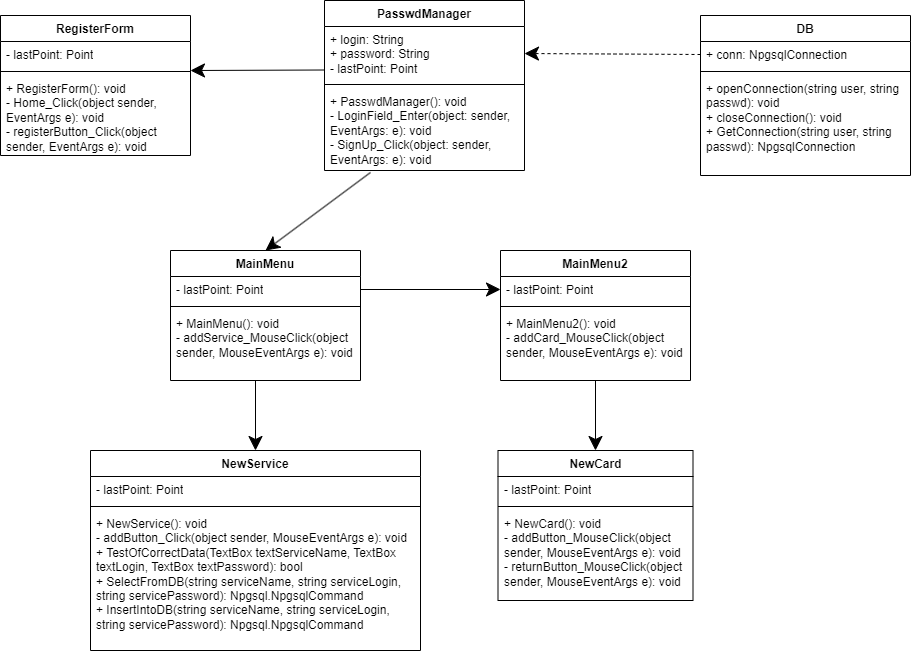 RegisterForm
- lastPoint: Point
+ RegisterForm(): void
- Home_Click(object sender,
EventArgs e): void
- registerButton_Click(object
sender, EventArgs e): void
PasswdManager
+ login: String
+ password: String
- lastPoint: Point
+ PasswdManager(): void
- LoginField_Enter(object: sender,
EventArgs: e): void
- SignUp_Click(object: sender,
EventArgs: e): void
DB
+ conn: NpgsqlConnection
+ openConnection(string user, string
passwd): void
+ closeConnection(): void
+ GetConnection(string user, string
passwd): NpgsqlConnection
MainMenu
- lastPoint: Point
+ MainMenu(): void
- addService_MouseClick(object
sender, MouseEventArgs e): void
MainMenu2
- lastPoint: Point
+ MainMenu2(): void
- addCard_MouseClick(object
sender, MouseEventArgs e): void
NewService
- lastPoint: Point
+ NewService(): void
- addButton_Click(object sender, MouseEventArgs e): void
+ TestOfCorrectData(TextBox textServiceName, TextBox
textLogin, TextBox textPassword): bool
+ SelectFromDB(string serviceName, string serviceLogin,
string servicePassword): Npgsql.NpgsqlCommand
+ InsertIntoDB(string serviceName, string serviceLogin,
string servicePassword): Npgsql.NpgsqlCommand
NewCard
- lastPoint: Point
+ NewCard(): void
- addButton_MouseClick(object
sender, MouseEventArgs e): void
- returnButton_MouseClick(object
sender, MouseEventArgs e): void